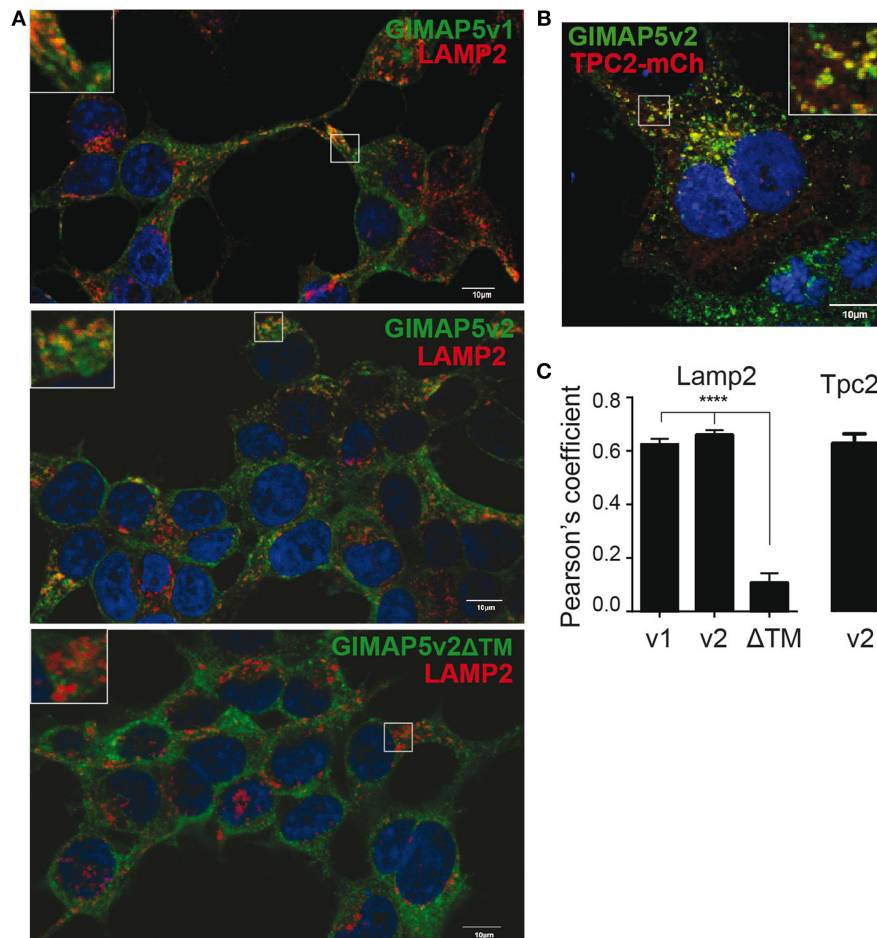 A
GIMAP5v1
LAMP2
10µm
GIMAP5v2
LAMP2
10µm
GIMAP5v2ΔTM
LAMP2
10µm
B
GIMAP5v2
TPC2-mCh
10µm
C
Lamp2
Tpc2
****
Pearson's coefficient
0.8
0.6
0.4
0.2
0.0
v1
v2
ΔTM
v2